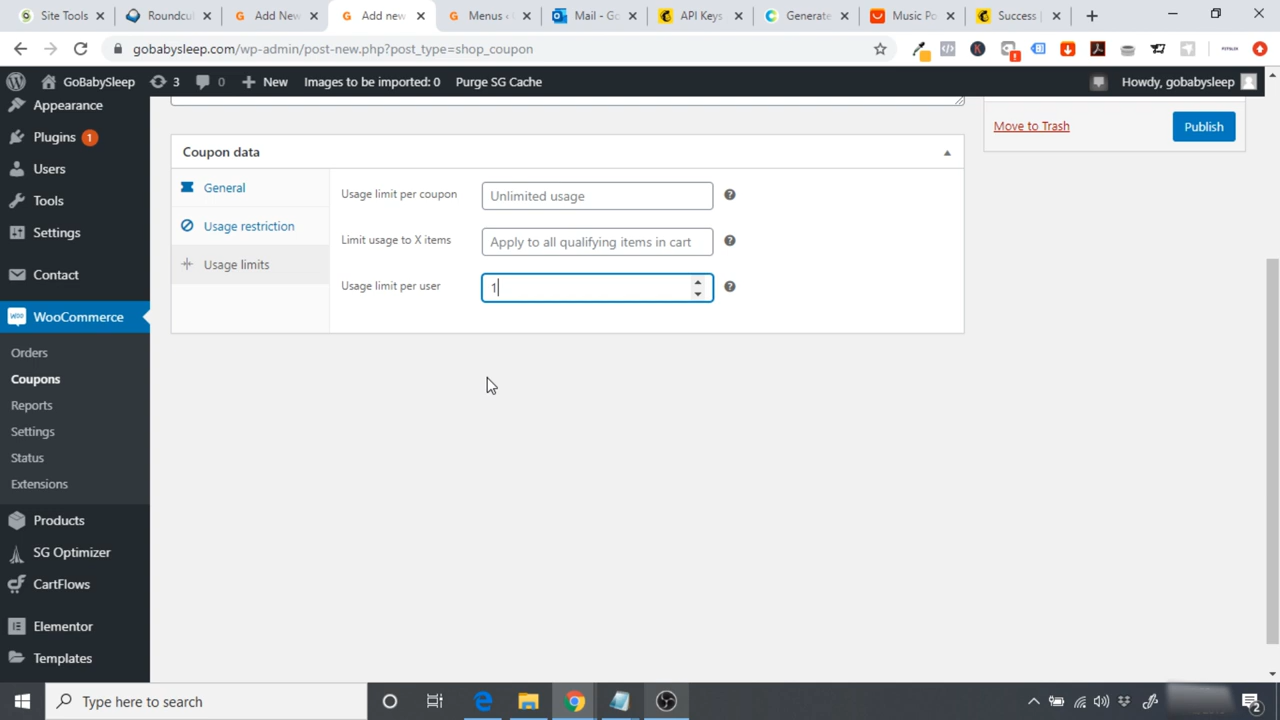 Site Tools
Roundcu
Add New
Add new
Menus ‹
Mail - Go
API Keys
Generate
Music Po
Success |
gobabysleep.com/wp-admin/post-new.php?post_type=shop_coupon
GoBabySleep
3
0
New
Images to be imported: 0
Purge SG Cache
Howdy, gobabysleep
Appearance
Plugins 1
Users
Tools
Settings
Contact
WooCommerce
Orders
Coupons
Reports
Settings
Status
Extensions
Products
SG Optimizer
CartFlows
Elementor
Templates
Move to Trash
Publish
Coupon data
General
Usage restriction
Usage limits
Usage limit per coupon
Unlimited usage
Limit usage to X items
Apply to all qualifying items in cart
Usage limit per user
1
Type here to search
2